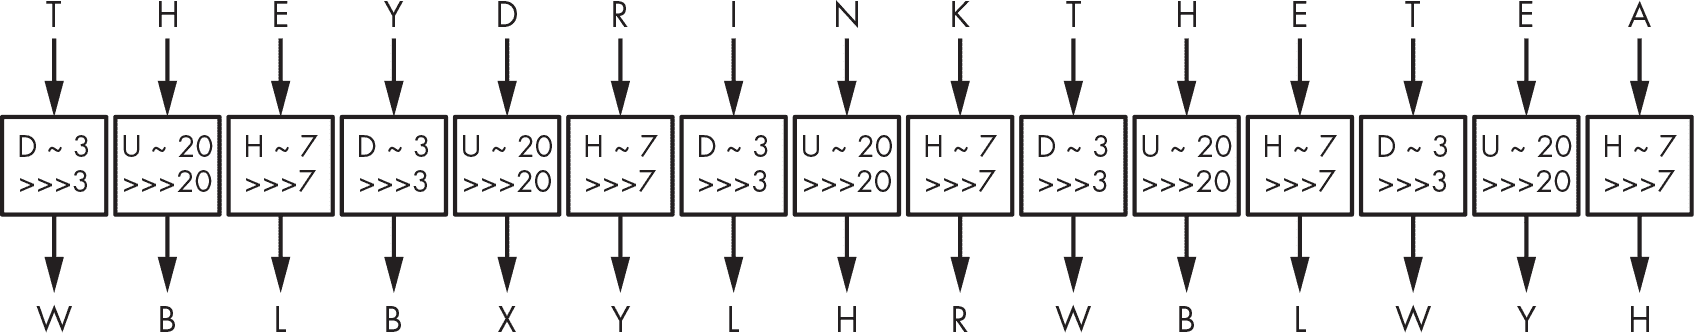 T H E Y D R I N K T H E T E A
D ~ 3 U ~ 20 H ~ 7 D ~ 3 U ~ 20 H ~ 7 D ~ 3 U ~ 20 H ~ 7 D ~ 3 U ~ 20 H ~ 7 D ~ 3 U ~ 20 H ~ 7
>>>3 >>>20 >>>7 >>>3 >>>20 >>>7 >>>3 >>>20 >>>7 >>>3 >>>20 >>>7 >>>3 >>>20 >>>7
W B L B X Y L H R W B L W Y H